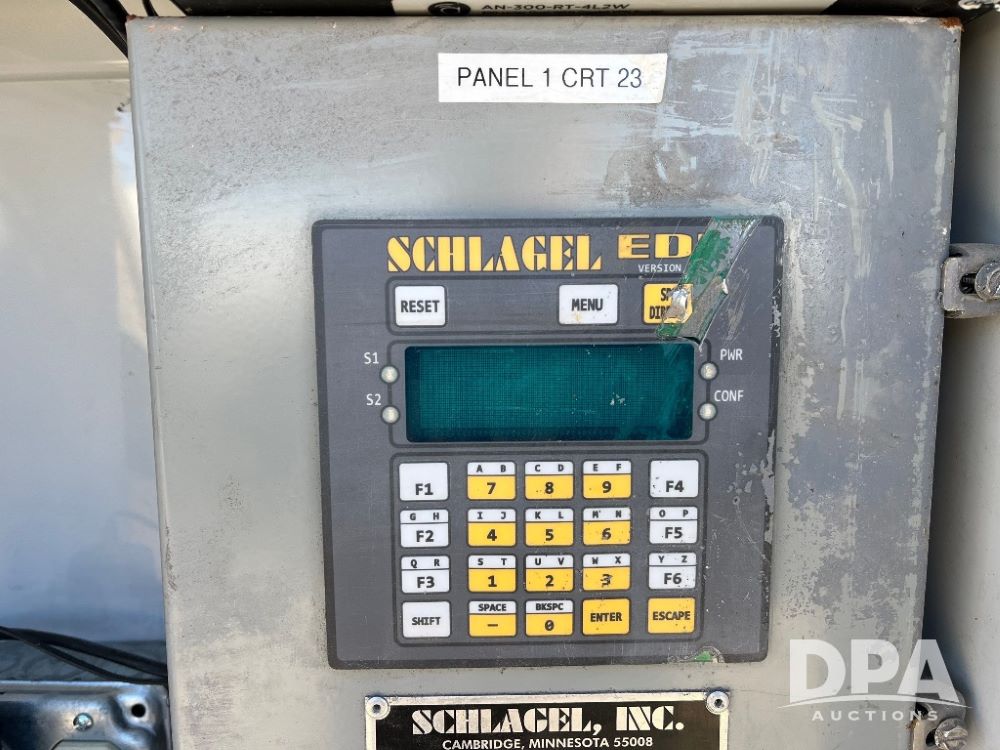 AN-300-RT-4L2W
PANEL 1 CRT 23
SCHLAGEL
VERSION
RESET MENU
S1 PWR
S2 CONF
A B C D E F
F1 7 8 9 F4
G H I J K L M N O P
F2 4 5 6 F5
Q R S T U V W X Y Z
F3 1 2 3 F6
SPACE BKSPC
SHIFT — 0 ENTER ESCAPE
SCHLAGEL, INC.
CAMBRIDGE, MINNESOTA 55008
DPA
AUCTIONS